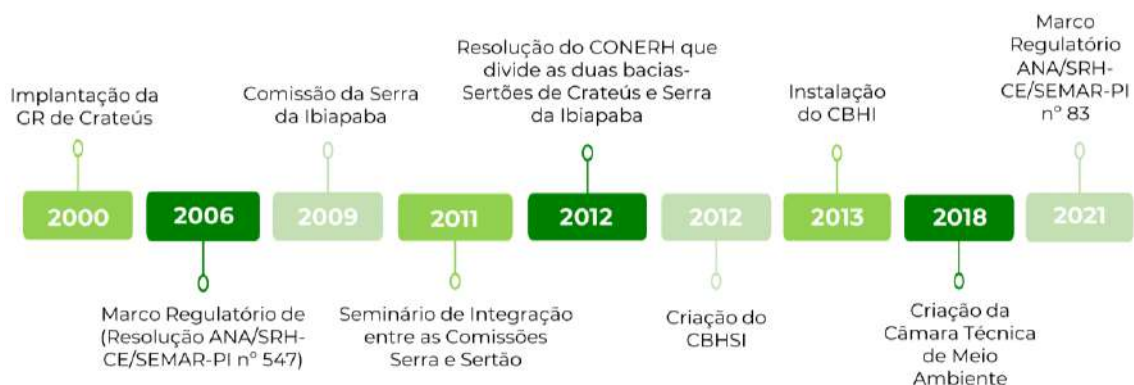 Implantação da
GR de Crateús
Comissão da Serra
da Ibiapaba
Resolução do CONERH que
divide as duas bacias-
Sertões de Crateús e Serra
da Ibiapaba
Instalação
do CBHI
Marco
Regulatório
ANA/SRH-
CE/SEMAR-PI
nº 83
2000
2006
2009
2011
2012
2012
2013
2018
2021
Marco Regulatório de
(Resolução ANA/SRH-
CE/SEMAR-PI nº 547)
Seminário de Integração
entre as Comissões
Serra e Sertão
Criação do
CBHSI
Criação da
Câmara Técnica
de Meio
Ambiente